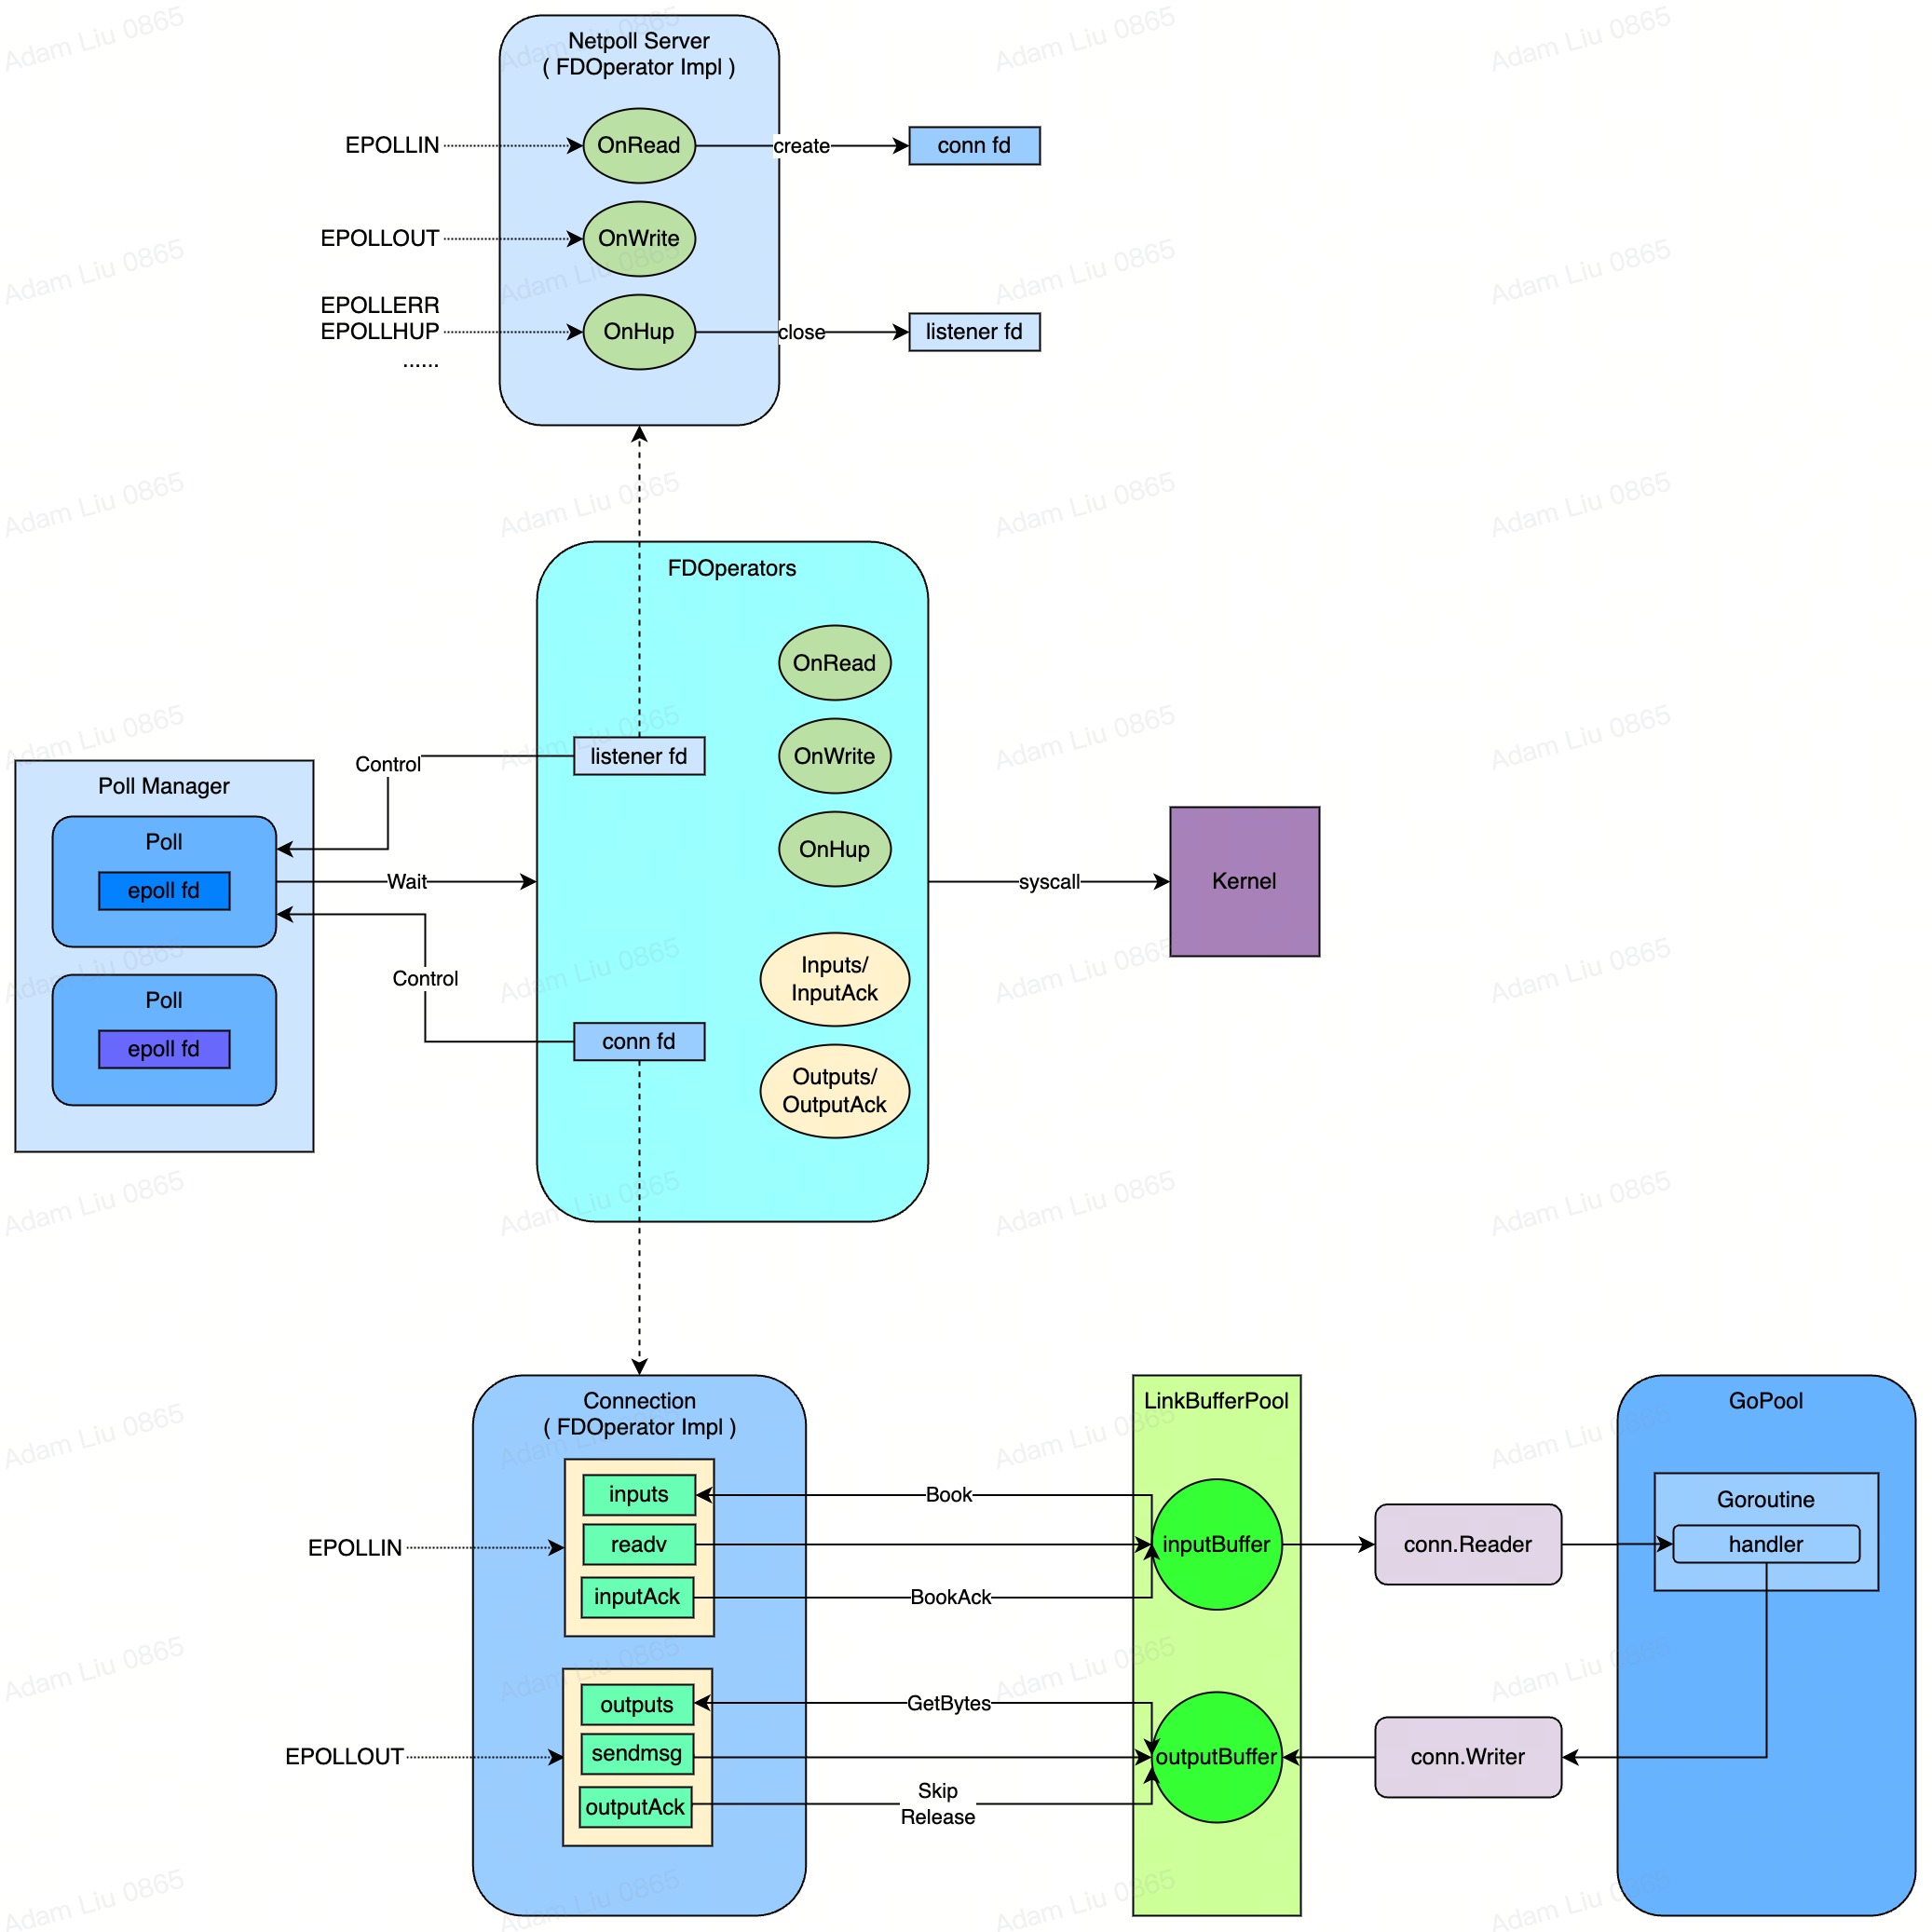 Netpoll Server
( FDOperator Impl )
EPOLLIN
OnRead
create
conn fd
EPOLLOUT
OnWrite
EPOLLERR
EPOLLHUP
......
OnHup
close
listener fd
FDOperators
OnRead
listener fd
OnWrite
Control
Poll Manager
Poll
epoll fd
OnHup
Wait
syscall
Kernel
Control
Inputs/
InputAck
Poll
epoll fd
conn fd
Outputs/
OutputAck
Connection
( FDOperator Impl )
LinkBufferPool
GoPool
EPOLLIN
inputs
Book
readv
inputBuffer
conn.Reader
Goroutine
handler
inputAck
BookAck
EPOLLOUT
outputs
GetBytes
sendmsg
outputBuffer
conn.Writer
outputAck
Skip
Release
Adam Liu 0865